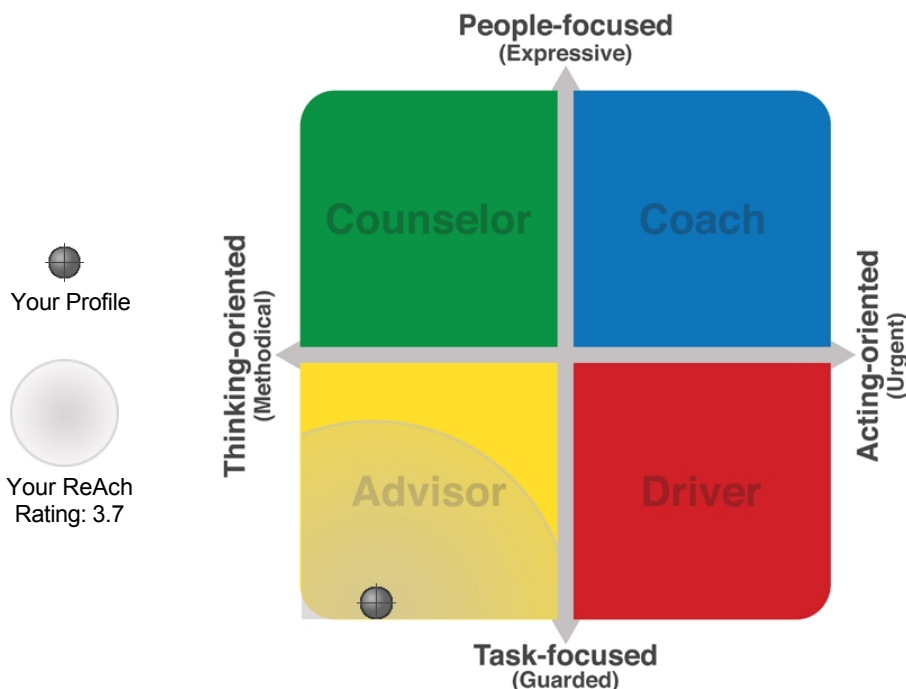 People-focused
(Expressive)
Counselor
Coach
Your Profile
Thinking-oriented
(Methodical)
Acting-oriented
(Urgent)
Your ReAch
Rating: 3.7
Advisor
Driver
Task-focused
(Guarded)